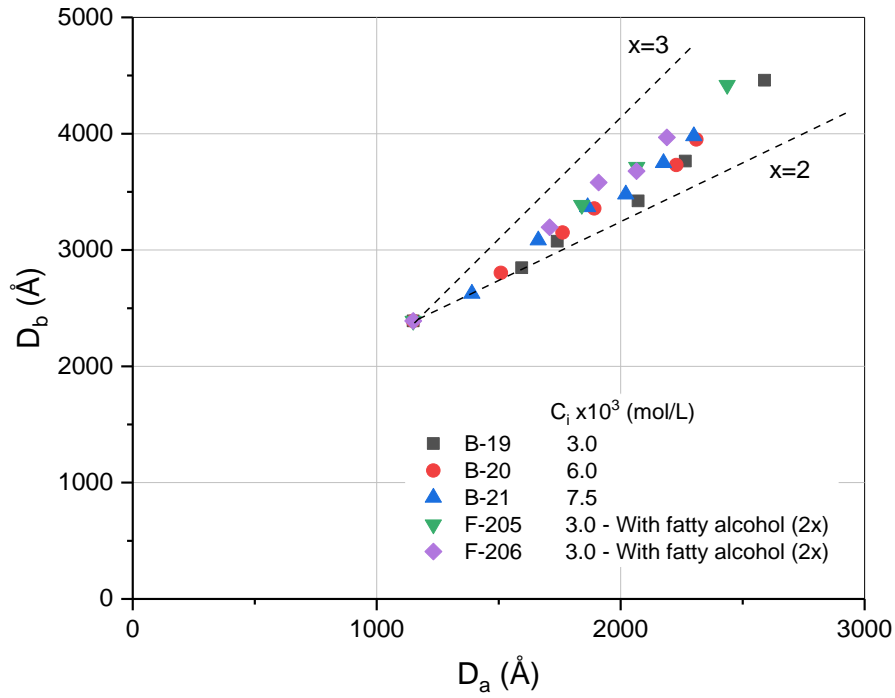 5000
x=3
4000
x=2
3000
D_b (Å)
2000
C_i x10³ (mol/L)
B-19 3.0
B-20 6.0
1000
B-21 7.5
F-205 3.0 - With fatty alcohol (2x)
F-206 3.0 - With fatty alcohol (2x)
0
0 1000 2000 3000
D_a (Å)